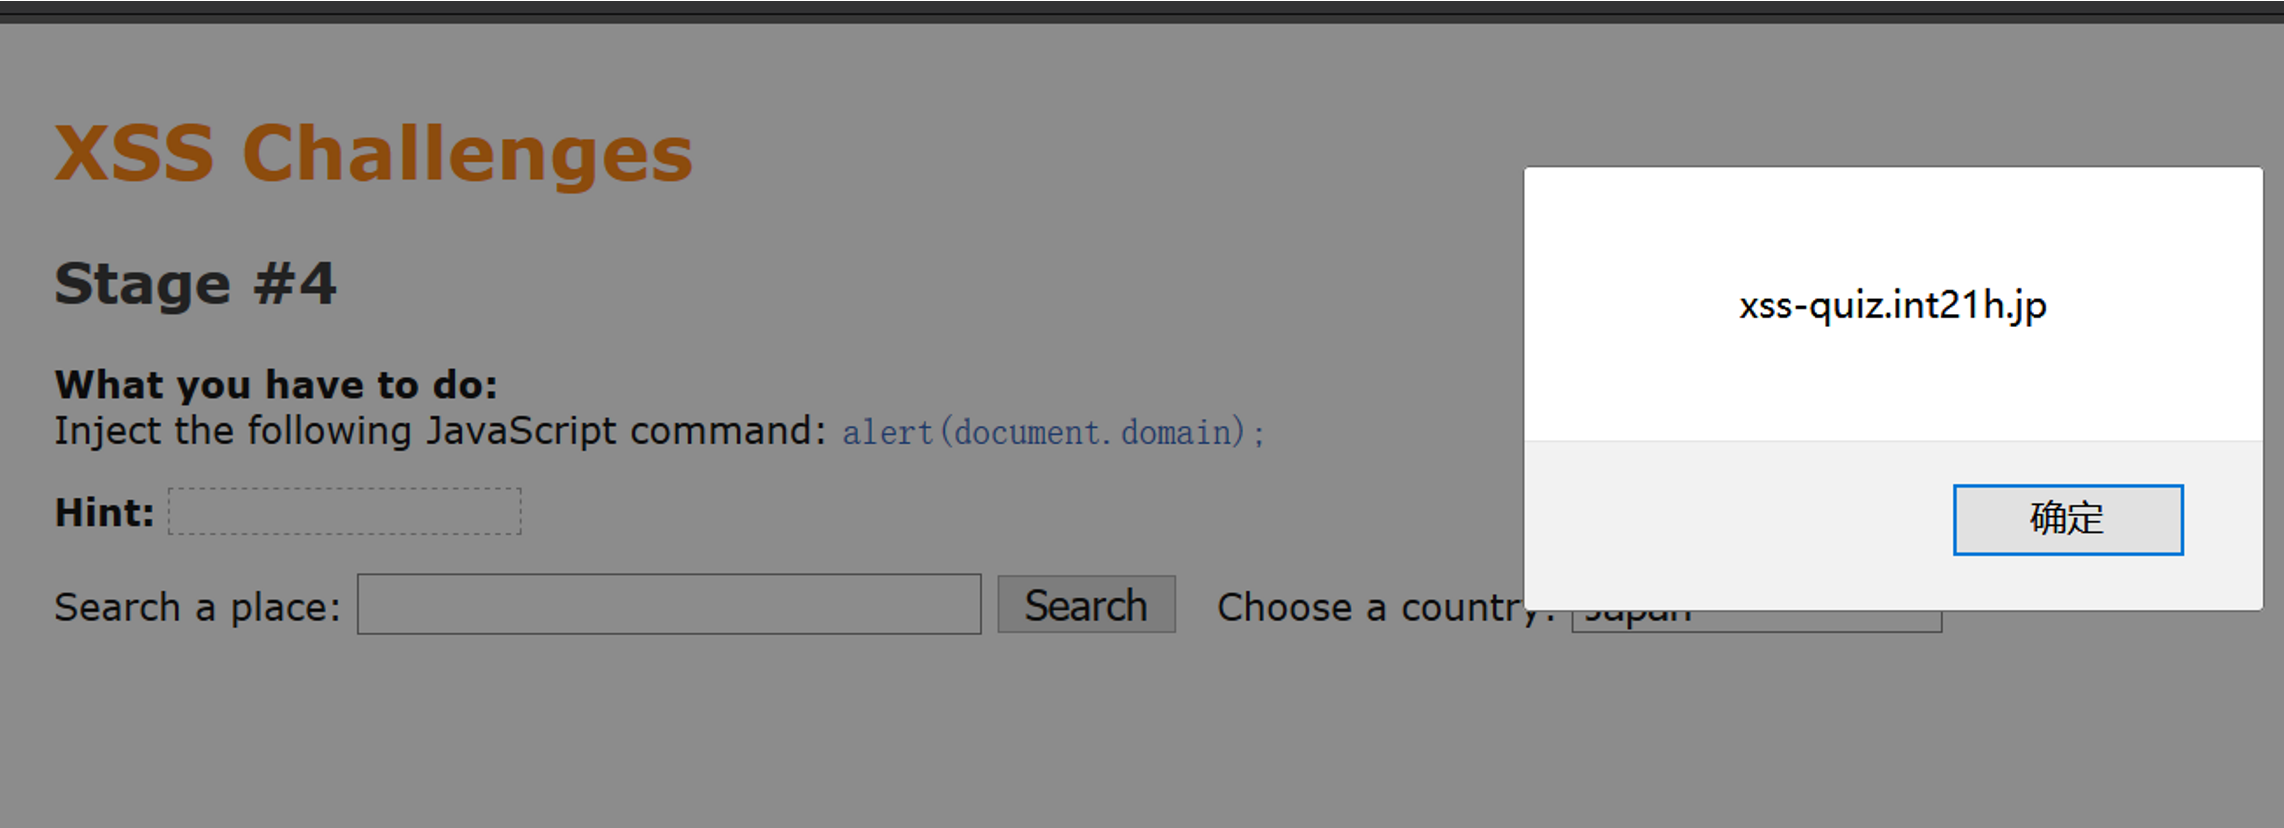 XSS Challenges
Stage #4
What you have to do:
Inject the following JavaScript command: alert(document.domain);
Hint:
Search a place: Search Choose a country: Japan
xss-quiz.int21h.jp
确定